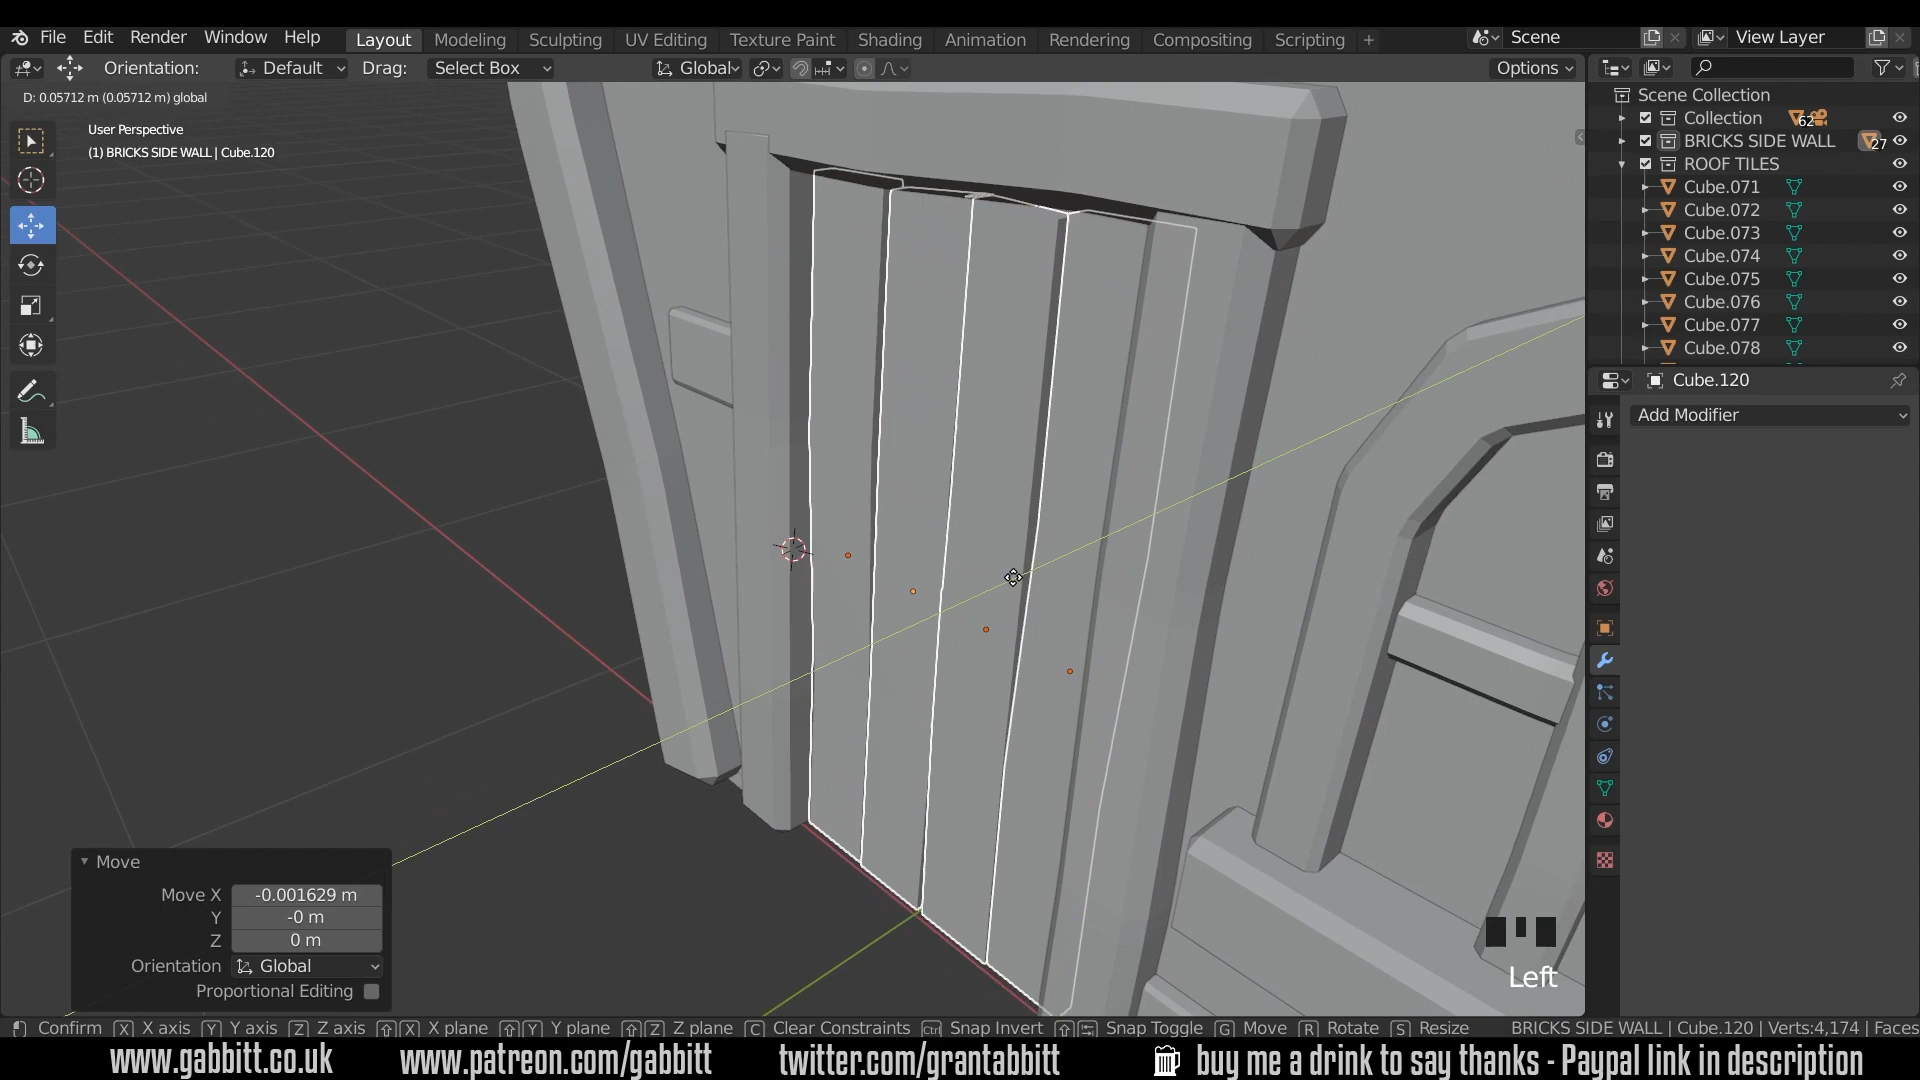 File Edit Render Window Help Layout Modeling Sculpting UV Editing Texture Paint Shading Animation Rendering Compositing Scripting + Scene View Layer
Orientation: Default Drag: Select Box Global Options
D: 0.05712 m (0.05712 m) global
User Perspective
(1) BRICKS SIDE WALL | Cube.120
Scene Collection
Collection 62
BRICKS SIDE WALL 27
ROOF TILES
Cube.071
Cube.072
Cube.073
Cube.074
Cube.075
Cube.076
Cube.077
Cube.078
Cube.120
Add Modifier
Move
Move X -0.001629 m
Y -0 m
Z 0 m
Orientation Global
Proportional Editing
Left
Confirm X X axis Y Y axis Z Z axis X X plane Y Y plane Z Z plane C Clear Constraints Ctrl Snap Invert Snap Toggle G Move R Rotate S Resize BRICKS SIDE WALL | Cube.120 | Verts:4,174 | Faces
www.gabbitt.co.uk www.patreon.com/gabbitt twitter.com/grantabbitt buy me a drink to say thanks - Paypal link in description